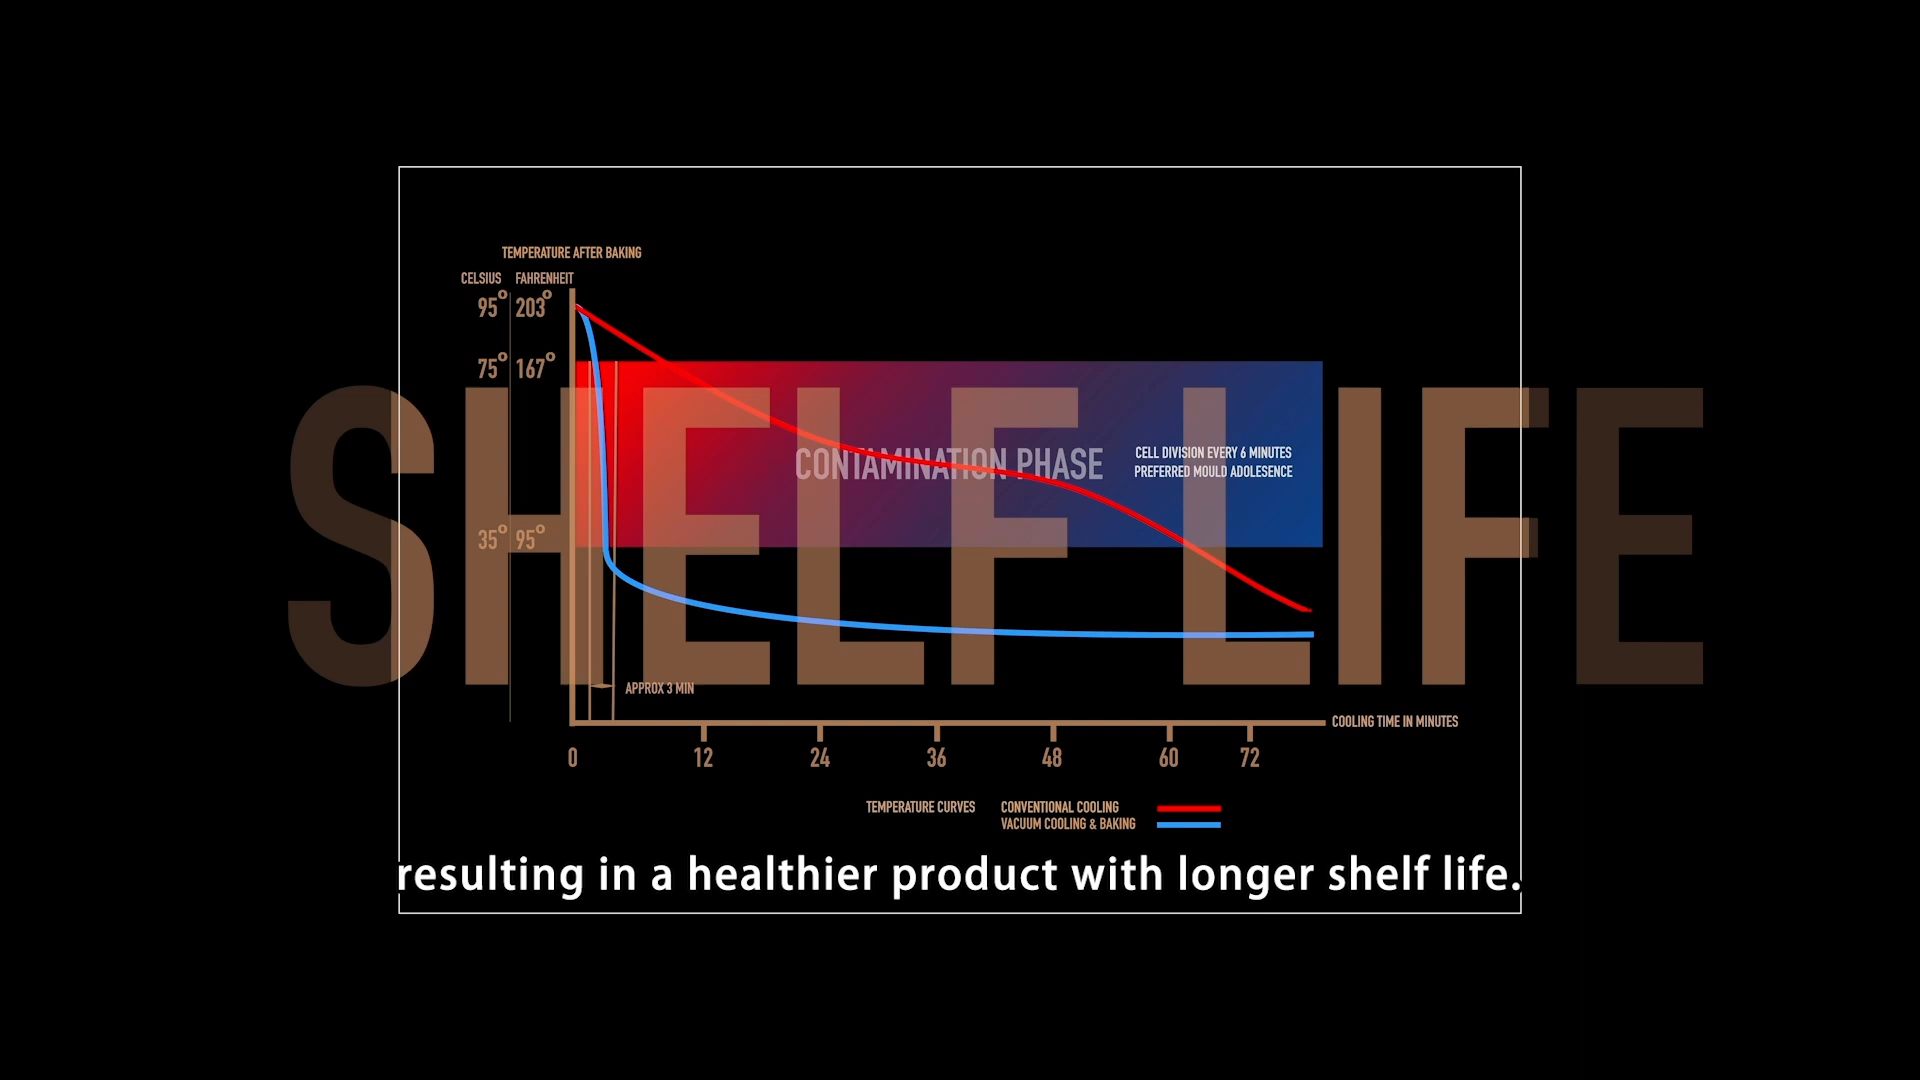 TEMPERATURE AFTER BAKING
CELSIUS FAHRENHEIT
95° 203°
75° 167°
SHELF LIFE
CONTAMINATION PHASE
CELL DIVISION EVERY 6 MINUTES
PREFERRED MOULD ADOLESENCE
35° 95°
APPROX 3 MIN
COOLING TIME IN MINUTES
0 12 24 36 48 60 72
TEMPERATURE CURVES CONVENTIONAL COOLING
VACUUM COOLING & BAKING
resulting in a healthier product with longer shelf life.